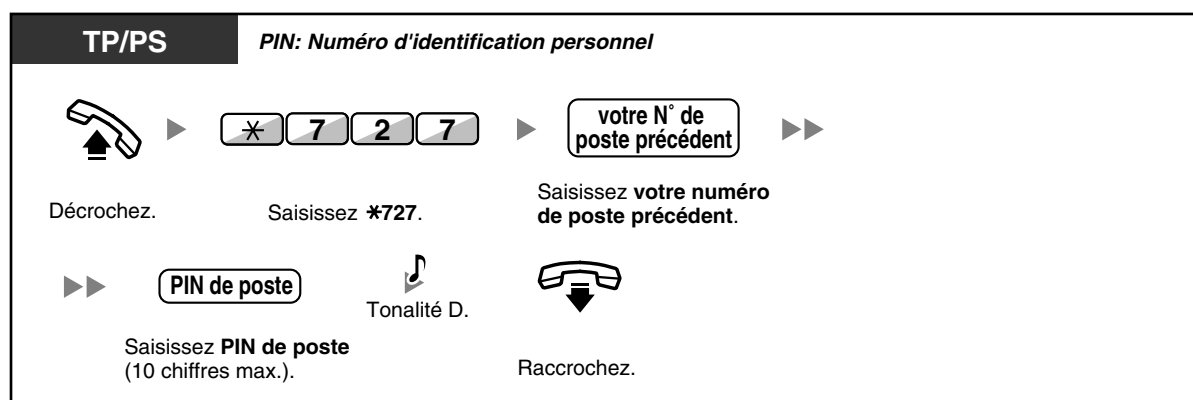 TP/PS
PIN: Numéro d'identification personnel
✳ 7 2 7
votre N° de
poste précédent
Décrochez.
Saisissez ✳727.
Saisissez votre numéro
de poste précédent.
PIN de poste
Tonalité D.
Saisissez PIN de poste
(10 chiffres max.).
Raccrochez.